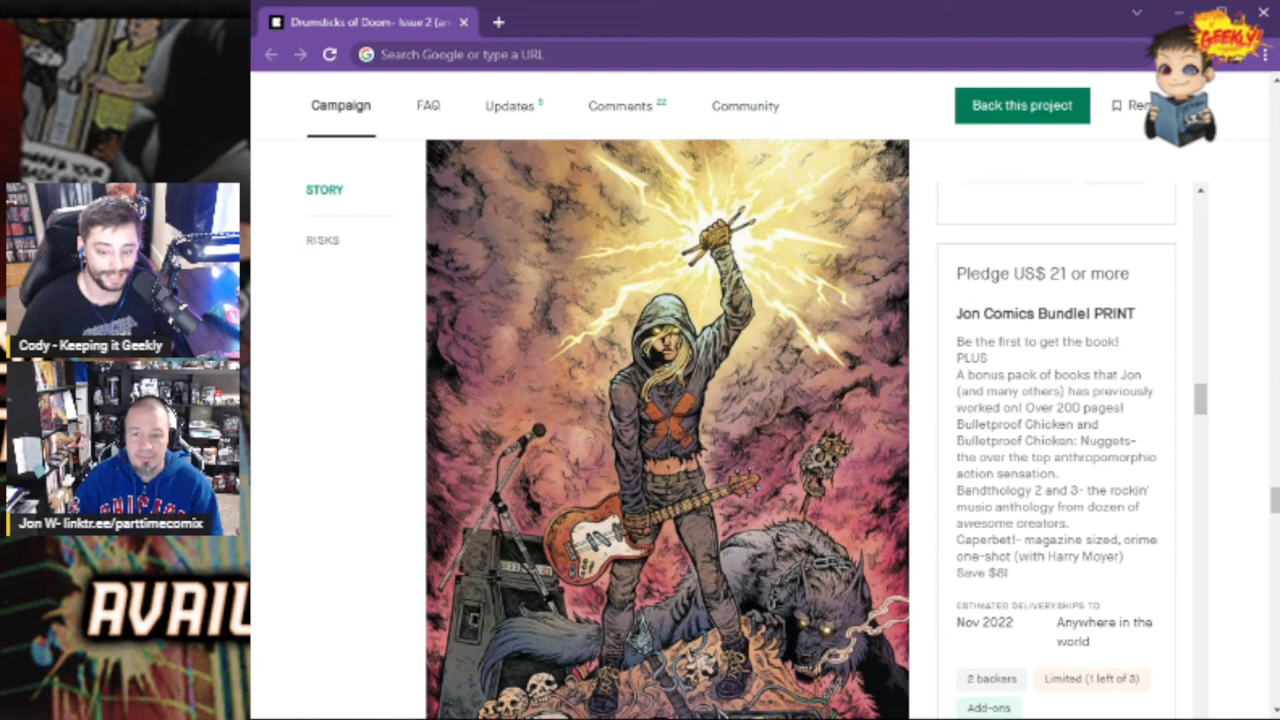 Drumsticks of Doom- Issue 2 (an
Search Google or type a URL
GEEKLY!
Campaign
FAQ
Updates 5
Comments 22
Community
Back this project
STORY
RISKS
Cody - Keeping it Geekly
Jon W- linktr.ee/parttimecomix
AVAIL
Pledge US$ 21 or more
Jon Comics Bundle! PRINT
Be the first to get the book!
PLUS
A bonus pack of books that Jon
(and many others) has previously
worked on! Over 200 pages!
Bulletproof Chicken and
Bulletproof Chicken: Nuggets-
the over the top anthropomorphic
action sensation.
Bandthology 2 and 3- the rockin'
music anthology from dozen of
awesome creators.
Caperbet!- magazine sized, crime
one-shot (with Harry Moyer)
Save $8!
ESTIMATED DELIVERY
SHIPS TO
Nov 2022
Anywhere in the
world
2 backers
Limited (1 left of 3)
Add-ons